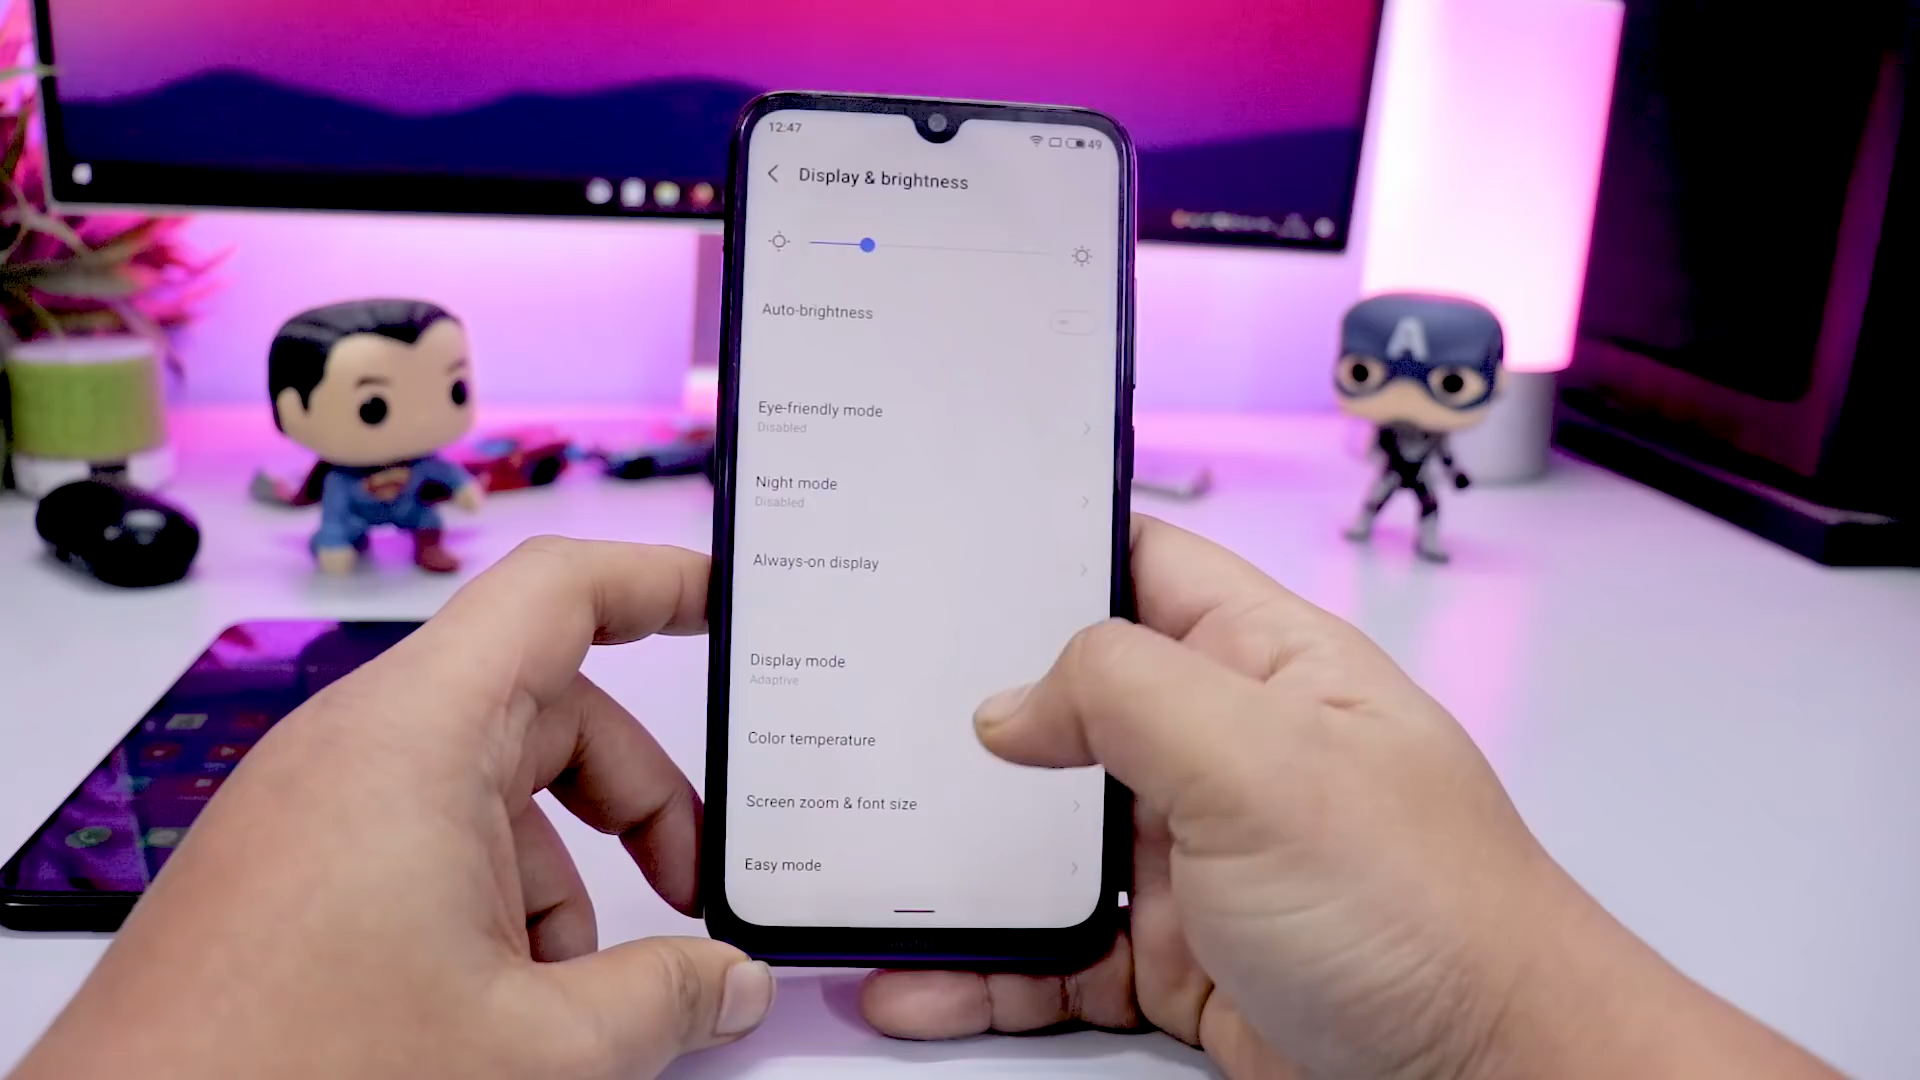 12:47
49
Display & brightness
Auto-brightness
Eye-friendly mode
Disabled
Night mode
Disabled
Always-on display
Display mode
Adaptive
Color temperature
Screen zoom & font size
Easy mode
A